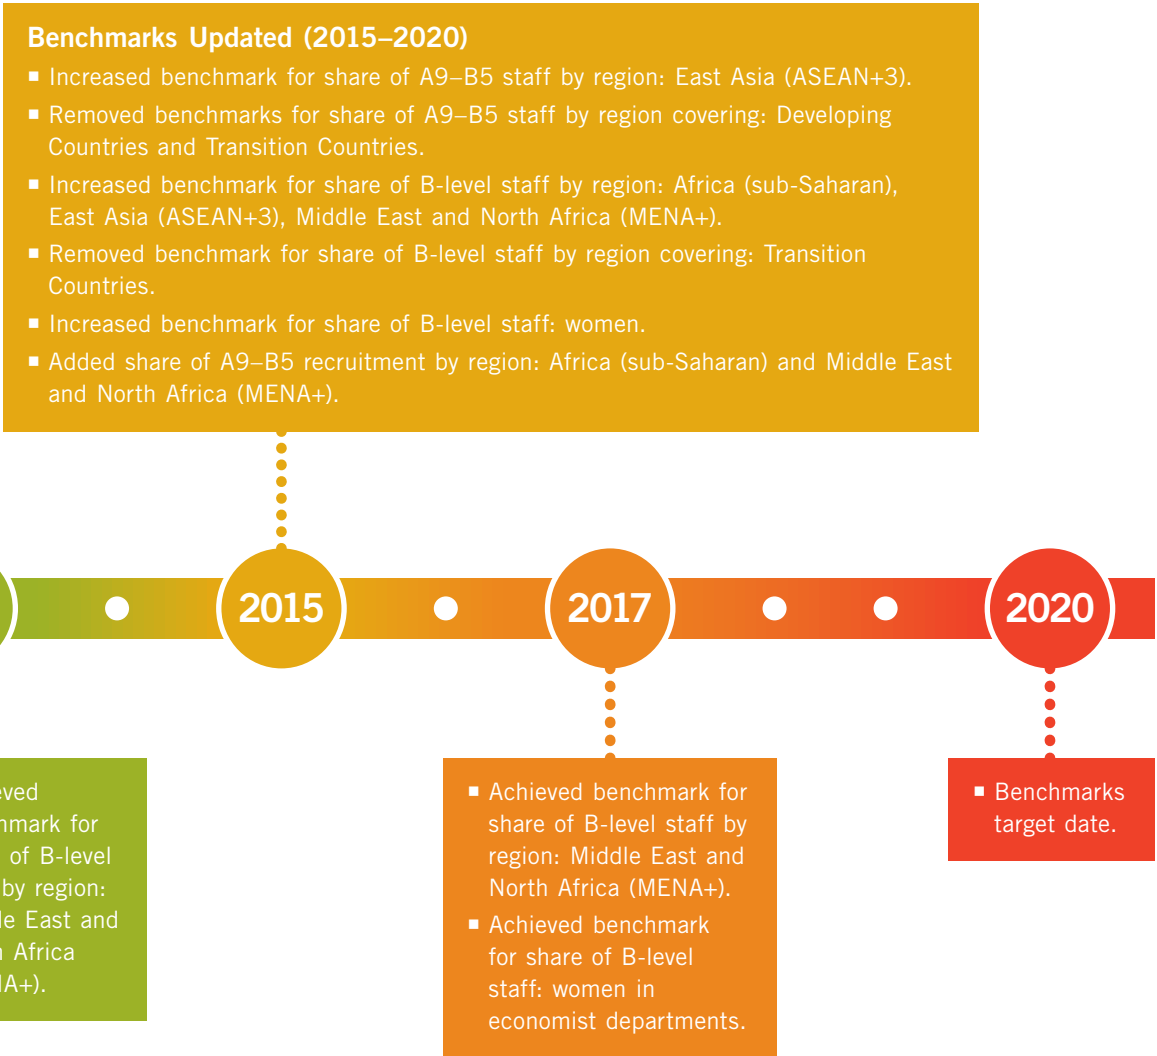 Benchmarks Updated (2015–2020)
▪ Increased benchmark for share of A9–B5 staff by region: East Asia (ASEAN+3).
▪ Removed benchmarks for share of A9–B5 staff by region covering: Developing
Countries and Transition Countries.
▪ Increased benchmark for share of B-level staff by region: Africa (sub-Saharan),
East Asia (ASEAN+3), Middle East and North Africa (MENA+).
▪ Removed benchmark for share of B-level staff by region covering: Transition
Countries.
▪ Increased benchmark for share of B-level staff: women.
▪ Added share of A9–B5 recruitment by region: Africa (sub-Saharan) and Middle East
and North Africa (MENA+).
2015
2017
2020
for
of B-level
by region:
East and
Africa
▪ Achieved benchmark for
share of B-level staff by
region: Middle East and
North Africa (MENA+).
▪ Achieved benchmark
for share of B-level
staff: women in
economist departments.
▪ Benchmarks
target date.